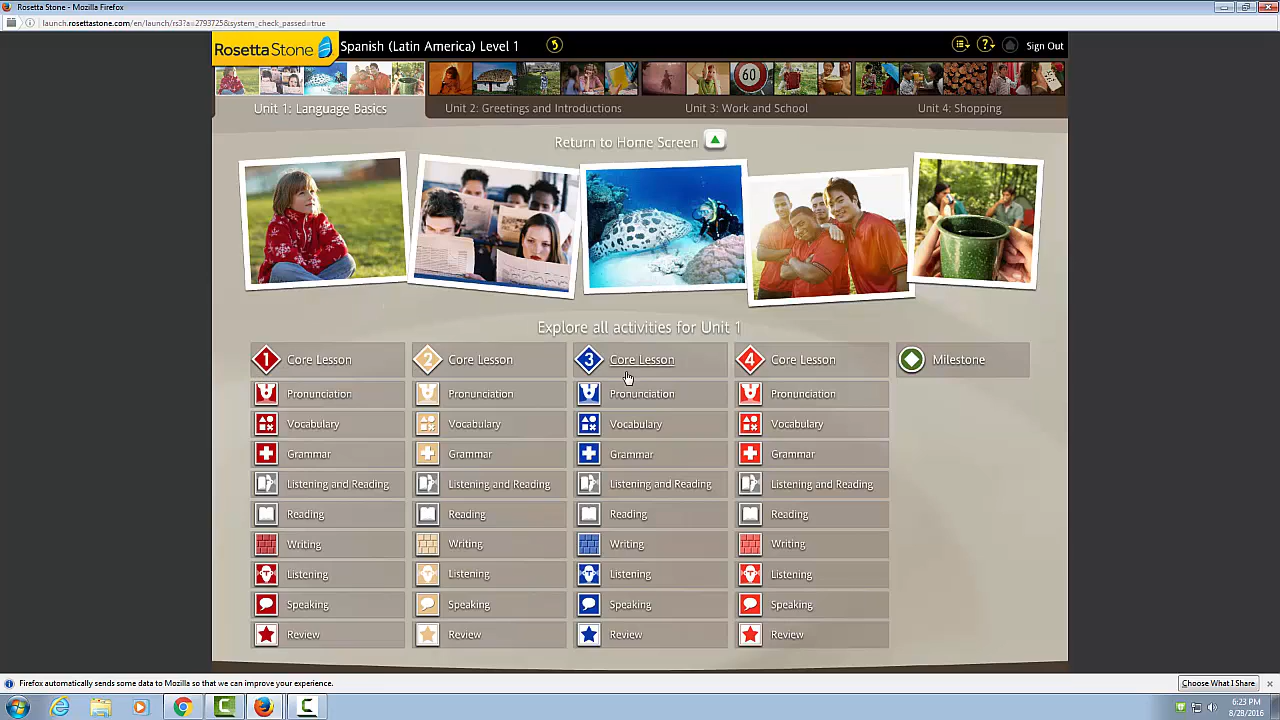 Rosetta Stone - Mozilla Firefox
launch.rosettastone.com/en/launch/rs3?a=2793725&system_check_passed=true
RosettaStone
Spanish (Latin America) Level 1
Sign Out
60
Unit 1: Language Basics
Unit 2: Greetings and Introductions
Unit 3: Work and School
Unit 4: Shopping
Return to Home Screen
Explore all activities for Unit 1
1 Core Lesson
2 Core Lesson
3 Core Lesson
4 Core Lesson
Milestone
Pronunciation
Pronunciation
Pronunciation
Pronunciation
Vocabulary
Vocabulary
Vocabulary
Vocabulary
Grammar
Grammar
Grammar
Grammar
Listening and Reading
Listening and Reading
Listening and Reading
Listening and Reading
Reading
Reading
Reading
Reading
Writing
Writing
Writing
Writing
Listening
Listening
Listening
Listening
Speaking
Speaking
Speaking
Speaking
Review
Review
Review
Review
Firefox automatically sends some data to Mozilla so that we can improve your experience.
Choose What I Share
6:23 PM
8/28/2016